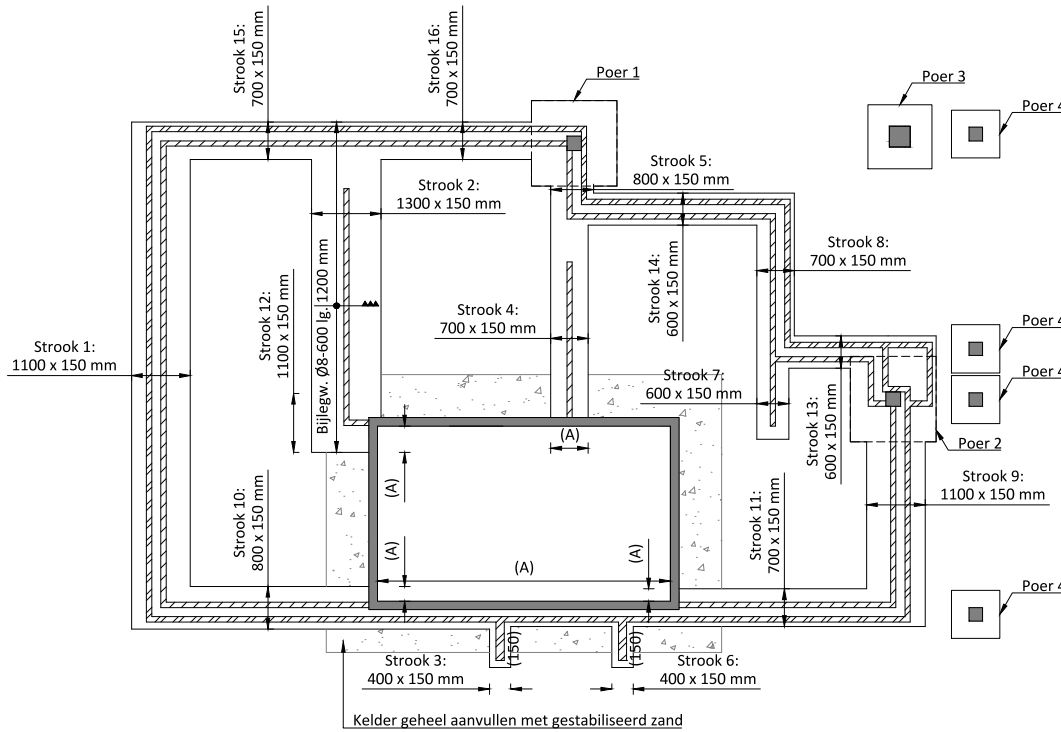 Strook 15:
700 x 150 mm
Strook 16:
700 x 150 mm
Poer 1
Poer 3
Poer 4
Strook 5:
800 x 150 mm
Strook 2:
1300 x 150 mm
Strook 8:
700 x 150 mm
Strook 14:
600 x 150 mm
Strook 12:
1100 x 150 mm
Bijlegw. Ø8-600 lg. 1200 mm
Strook 4:
700 x 150 mm
Poer 4
Strook 1:
1100 x 150 mm
Strook 7:
600 x 150 mm
Poer 4
Strook 13:
600 x 150 mm
Poer 2
(A)
(A)
Strook 9:
1100 x 150 mm
Strook 10:
800 x 150 mm
Strook 11:
700 x 150 mm
(A)
(A)
(A)
Poer 4
(150)
(150)
Strook 3:
400 x 150 mm
Strook 6:
400 x 150 mm
Kelder geheel aanvullen met gestabiliseerd zand